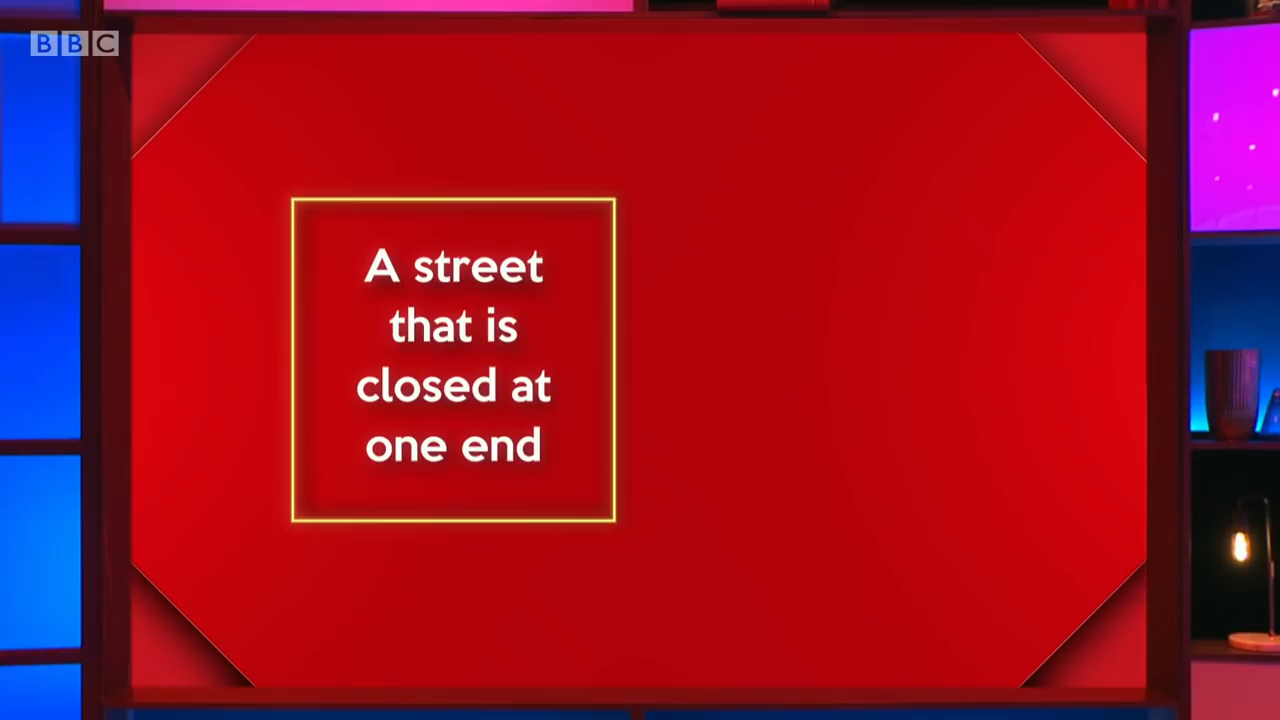 BBC
A street
that is
closed at
one end